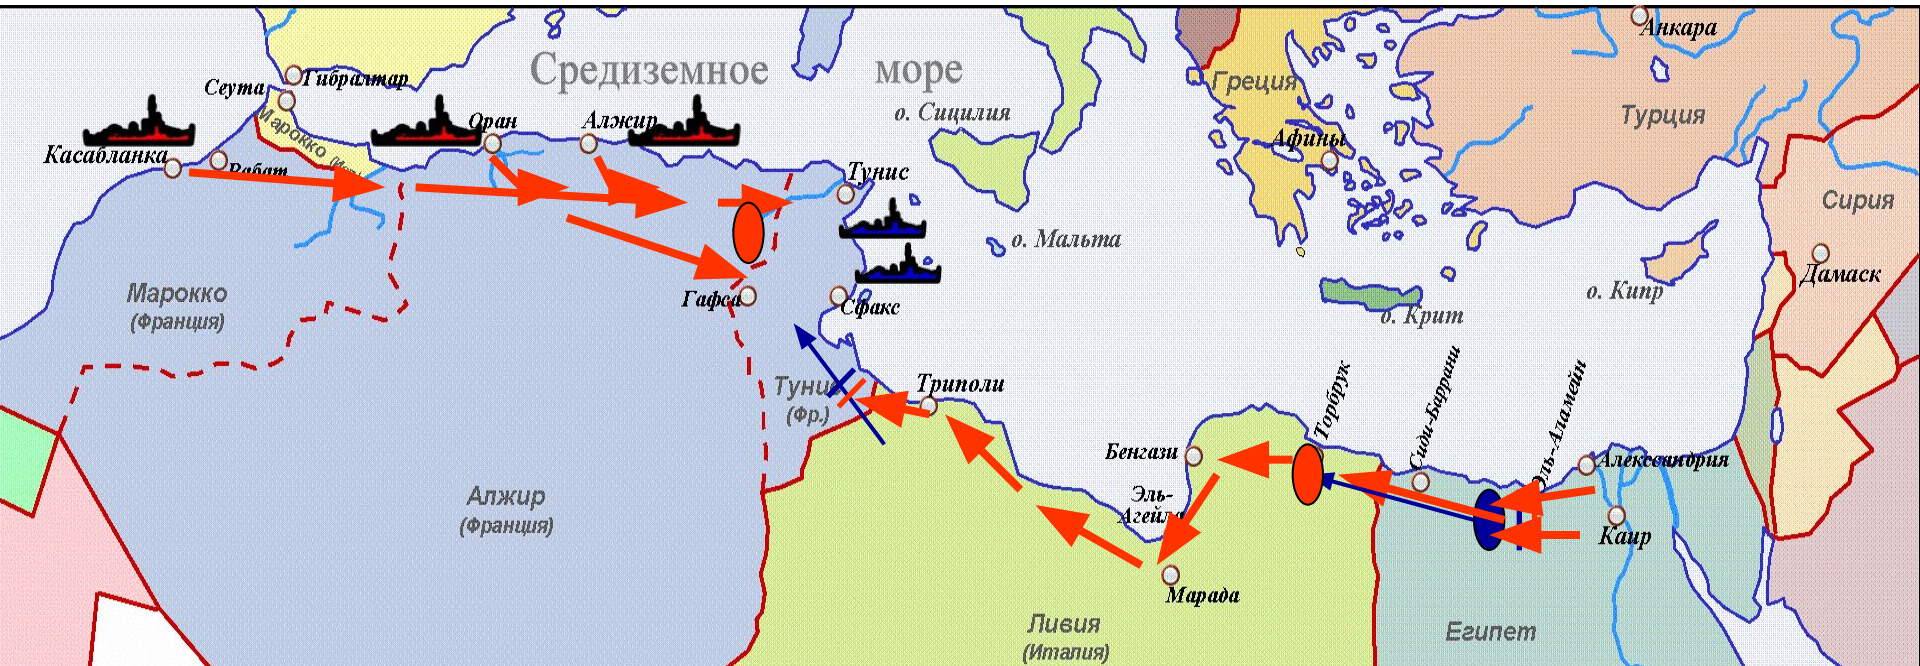 Анкара
Гибралтар
Сеута
Средиземное море
Греция
Турция
о. Сицилия
Оран
Алжир
Афины
Марокко
Касабланка
Рабат
Тунис
Сирия
о. Мальта
Дамаск
Марокко
(Франция)
Гафса
Сфакс
о. Кипр
о. Крит
Тунис
(Фр.)
Триполи
Торбрук
Сиди-Баррани
Эль-Аламейн
Бенгази
Александрия
Алжир
(Франция)
Эль-
Агейла
Каир
Марада
Ливия
(Италия)
Египет